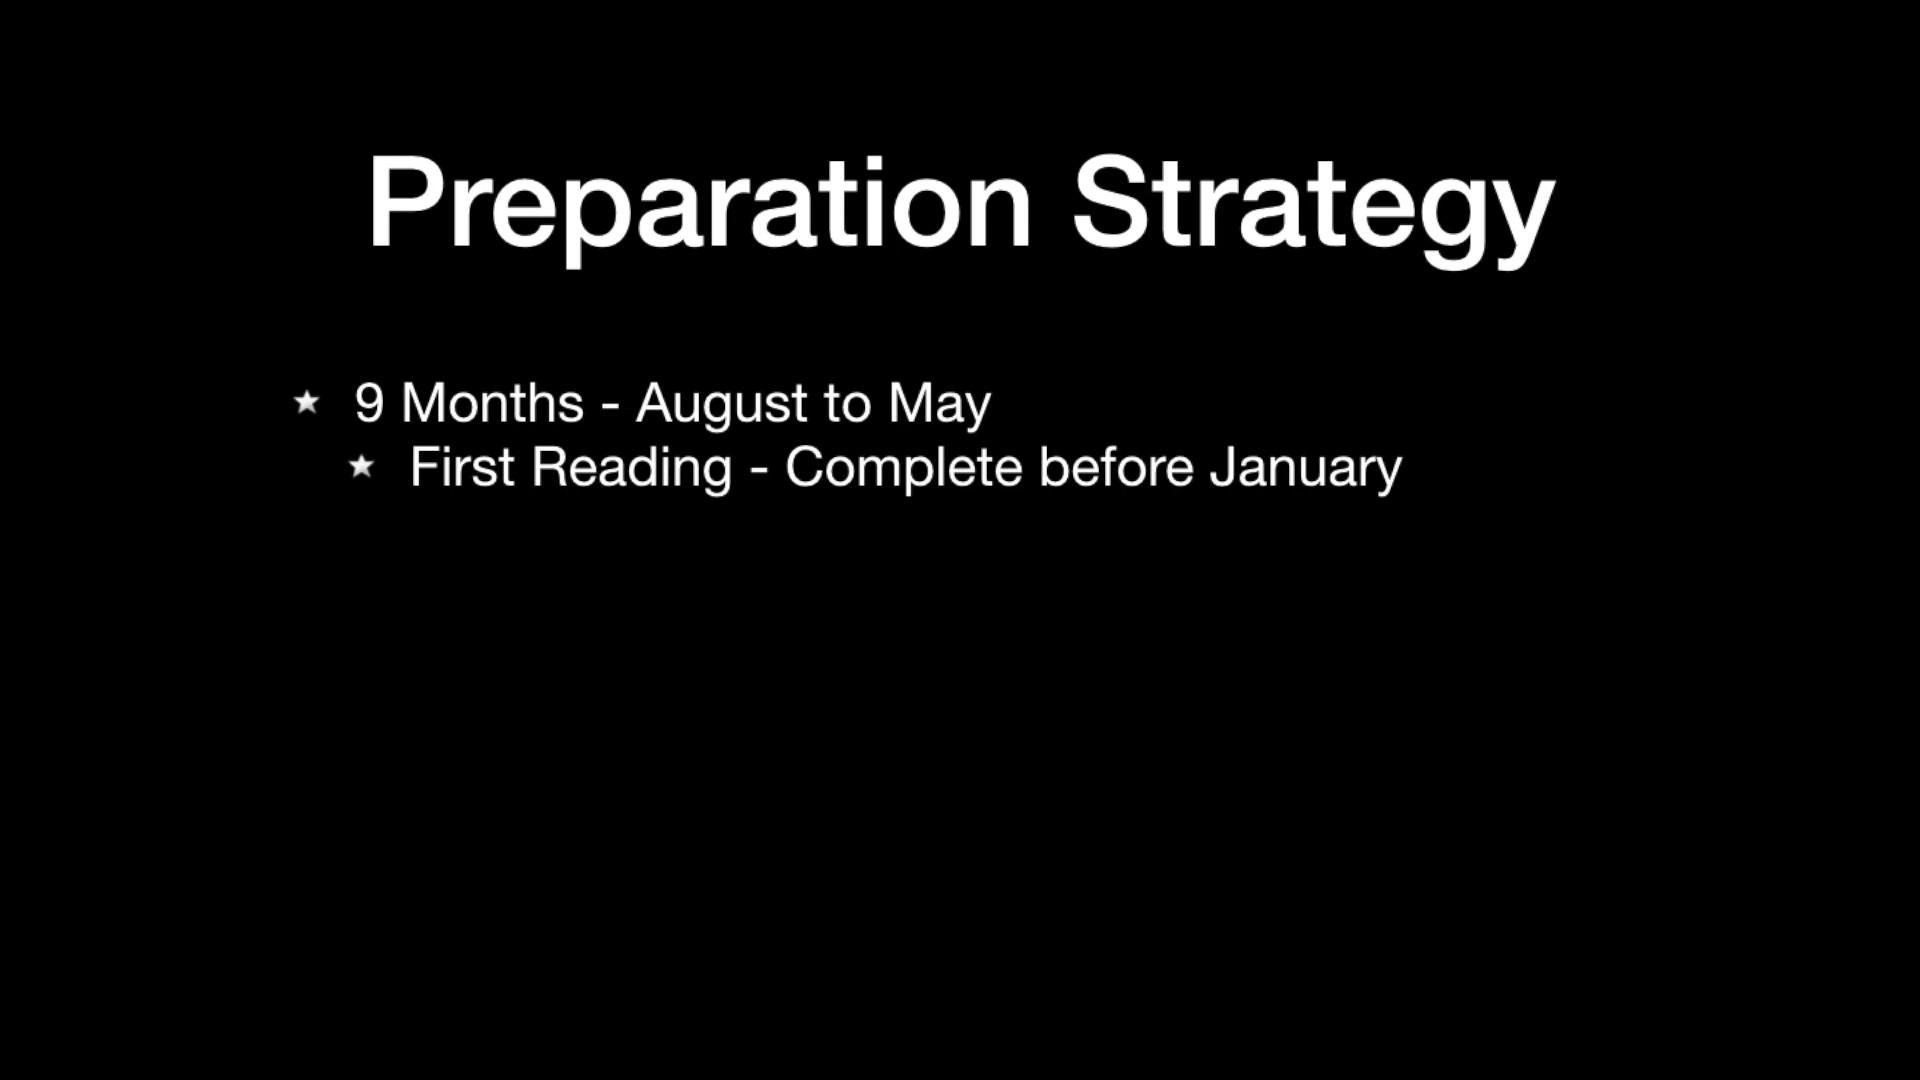 Preparation Strategy
★ 9 Months - August to May
★ First Reading - Complete before January